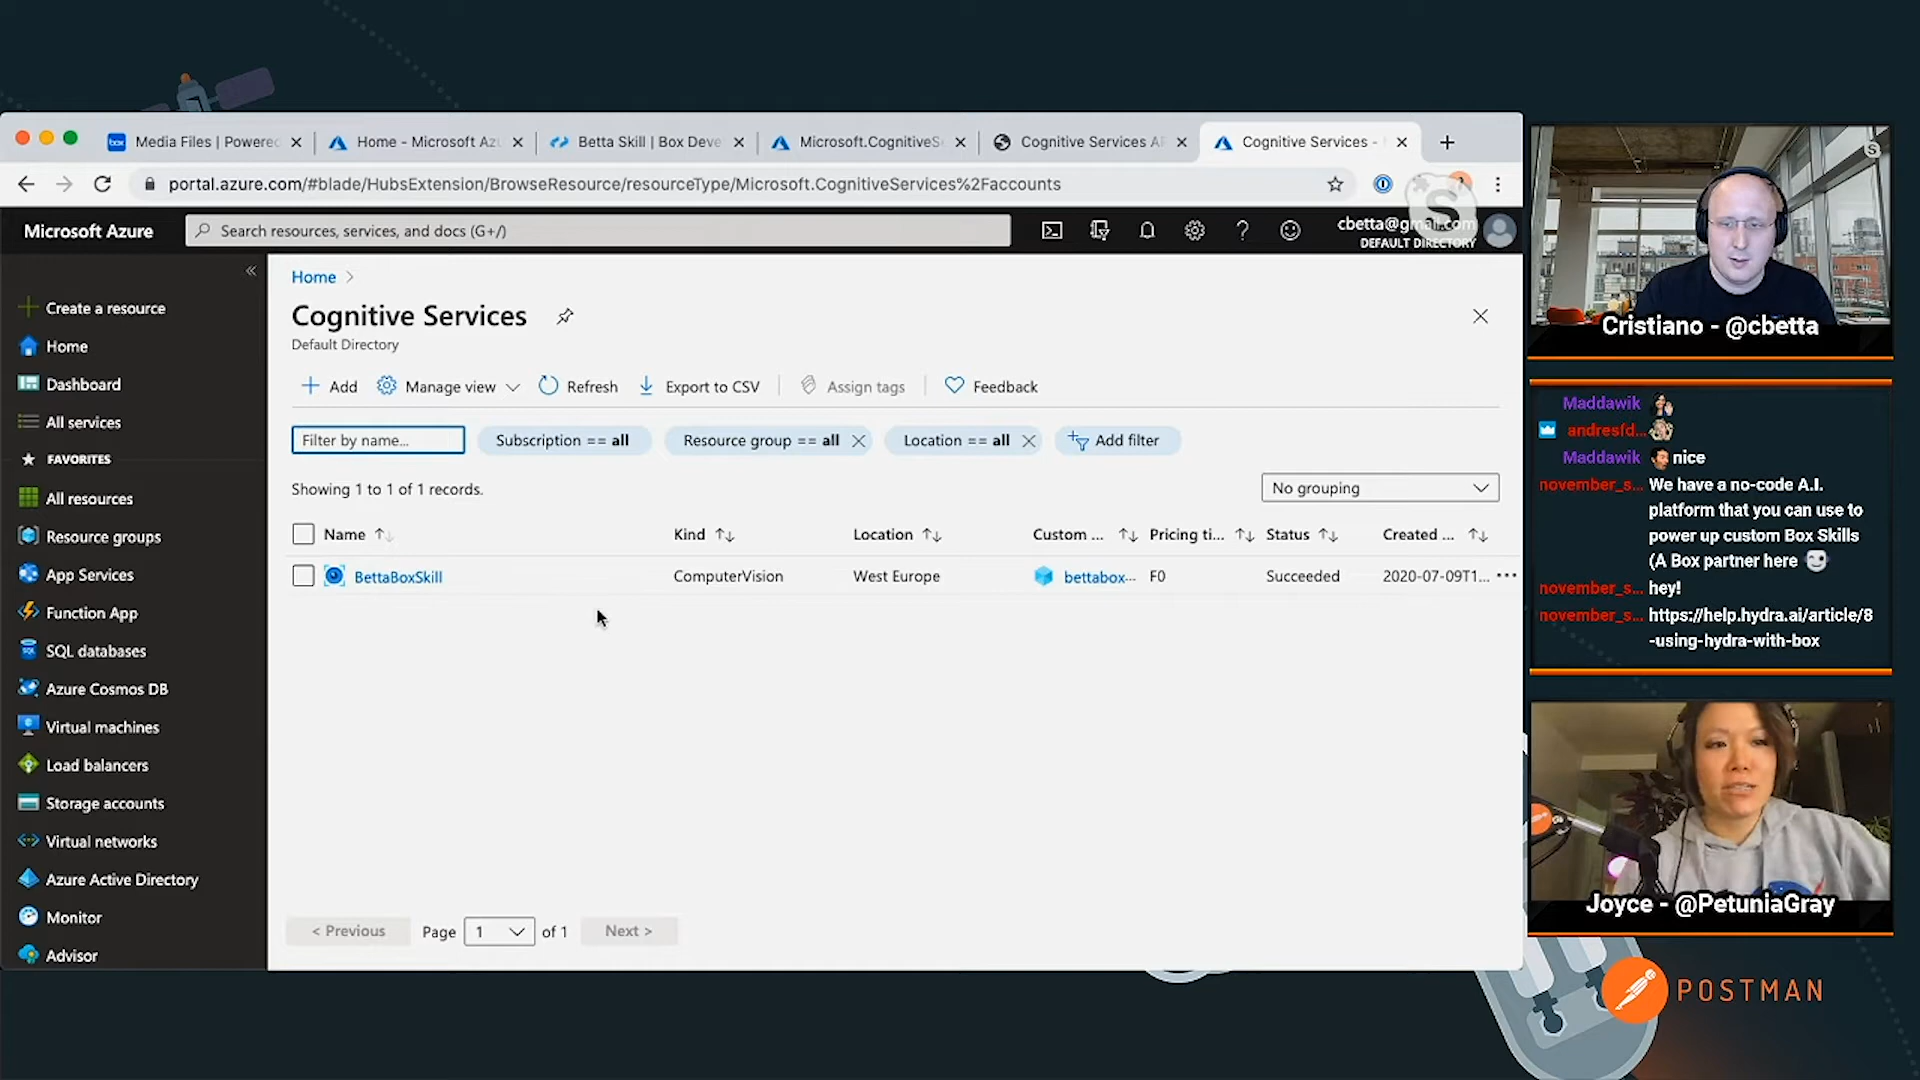 Media Files | Powered
Home - Microsoft Azu
Betta Skill | Box Deve
Microsoft.CognitiveS
Cognitive Services AP
Cognitive Services -
portal.azure.com/#blade/HubsExtension/BrowseResource/resourceType/Microsoft.CognitiveServices%2Faccounts
Microsoft Azure
Search resources, services, and docs (G+/)
cbetta@gmail.com
DEFAULT DIRECTORY
Create a resource
Home
Dashboard
All services
FAVORITES
All resources
Resource groups
App Services
Function App
SQL databases
Azure Cosmos DB
Virtual machines
Load balancers
Storage accounts
Virtual networks
Azure Active Directory
Monitor
Advisor
Home >
Cognitive Services
Default Directory
Add
Manage view
Refresh
Export to CSV
Assign tags
Feedback
Filter by name...
Subscription == all
Resource group == all
Location == all
Add filter
Showing 1 to 1 of 1 records.
No grouping
Name Kind Location Custom ... Pricing ti... Status Created ...
BettaBoxSkill ComputerVision West Europe bettabox... F0 Succeeded 2020-07-09T1...
< Previous Page 1 of 1 Next >
Cristiano - @cbetta
Maddawik
andresfd...
Maddawik nice
november_s... We have a no-code A.I.
platform that you can use to
power up custom Box Skills
(A Box partner here
november_s... hey!
november_s... https://help.hydra.ai/article/8
-using-hydra-with-box
Joyce - @PetuniaGray
POSTMAN